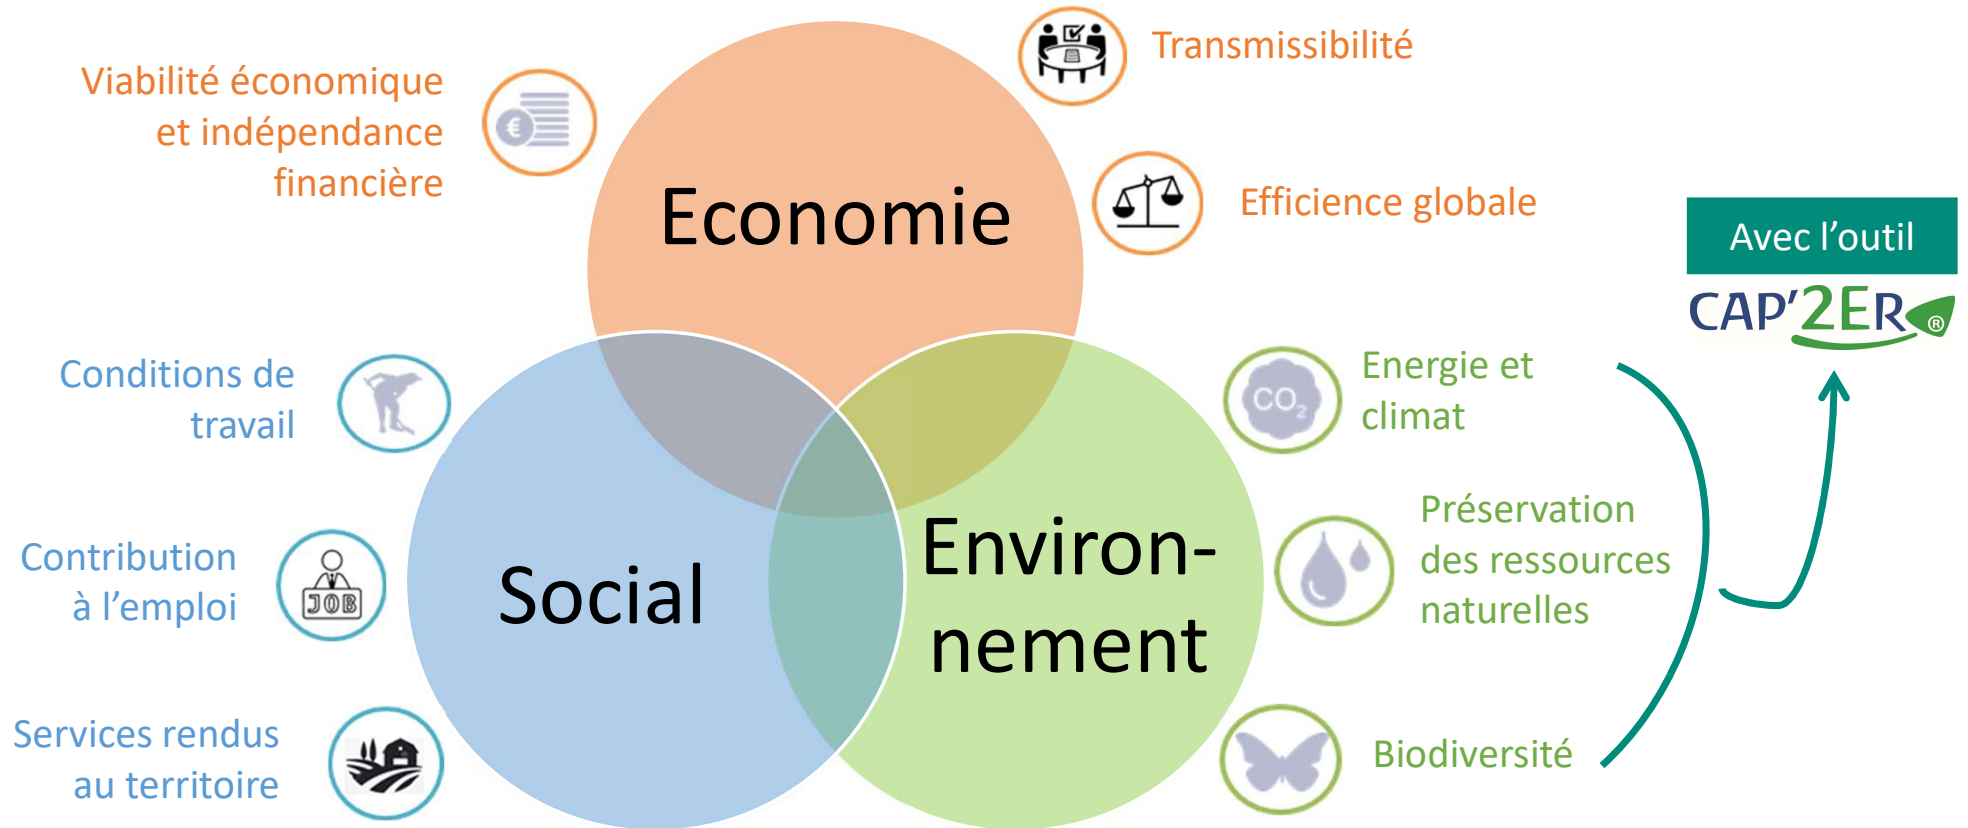 Viabilité économique
et indépendance
financière
€
Transmissibilité
Efficience globale
Economie
Avec l’outil
CAP’2ER®
Conditions de
travail
Contribution
à l’emploi
JOB
Services rendus
au territoire
Social
Environ-
nement
CO₂
Energie et
climat
Préservation
des ressources
naturelles
Biodiversité